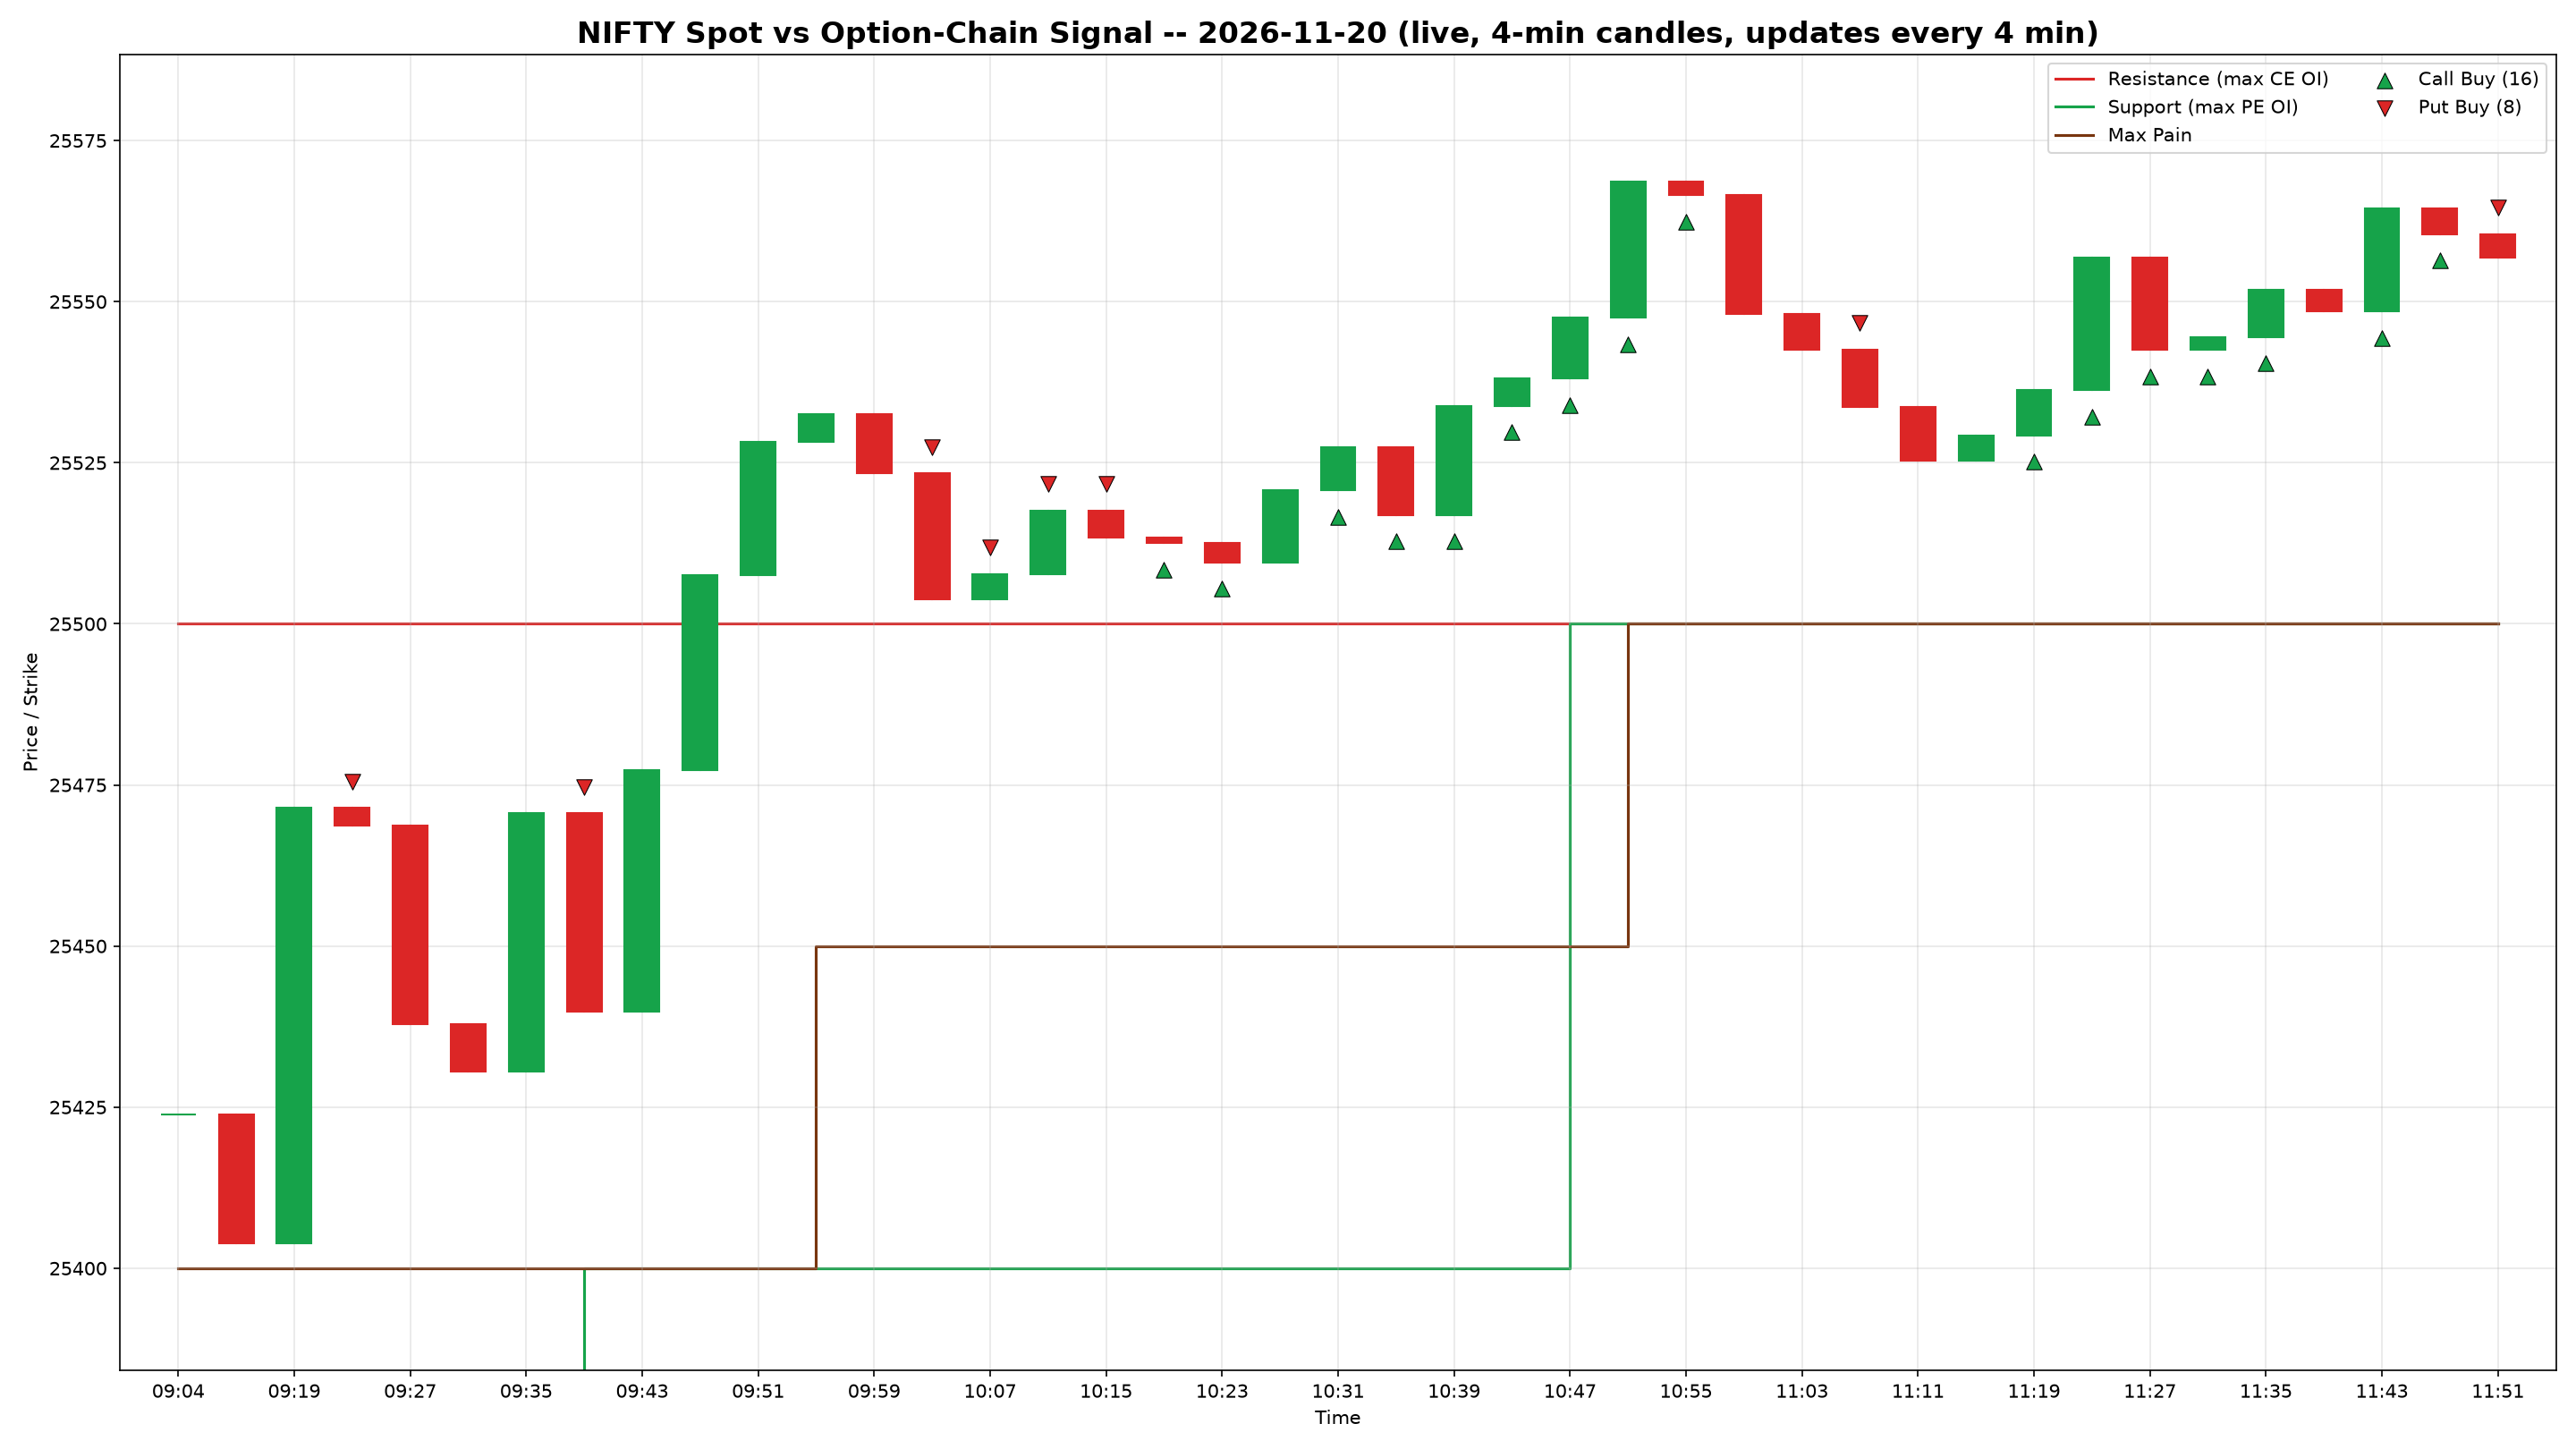 NIFTY Spot vs Option-Chain Signal -- 2026-11-20 (live, 4-min candles, updates every 4 min)
Resistance (max CE OI)
Support (max PE OI)
Max Pain
Call Buy (16)
Put Buy (8)
Price / Strike
25575
25550
25525
25500
25475
25450
25425
25400
09:04 09:19 09:27 09:35 09:43 09:51 09:59 10:07 10:15 10:23 10:31 10:39 10:47 10:55 11:03 11:11 11:19 11:27 11:35 11:43 11:51
Time